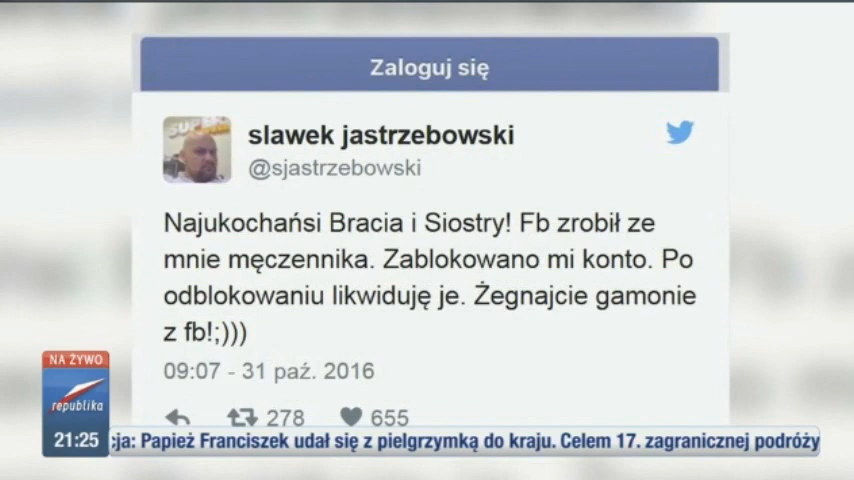 Zaloguj się
SUPER
slawek jastrzebowski
@sjastrzebowski
Najukochańsi Bracia i Siostry! Fb zrobił ze
mnie męczennika. Zablokowano mi konto. Po
odblokowaniu likwiduję je. Żegnajcie gamonie
z fb!;)))
09:07 - 31 paź. 2016
278 655
NA ŻYWO
republika
21:25
cja: Papież Franciszek udał się z pielgrzymką do kraju. Celem 17. zagranicznej podróży